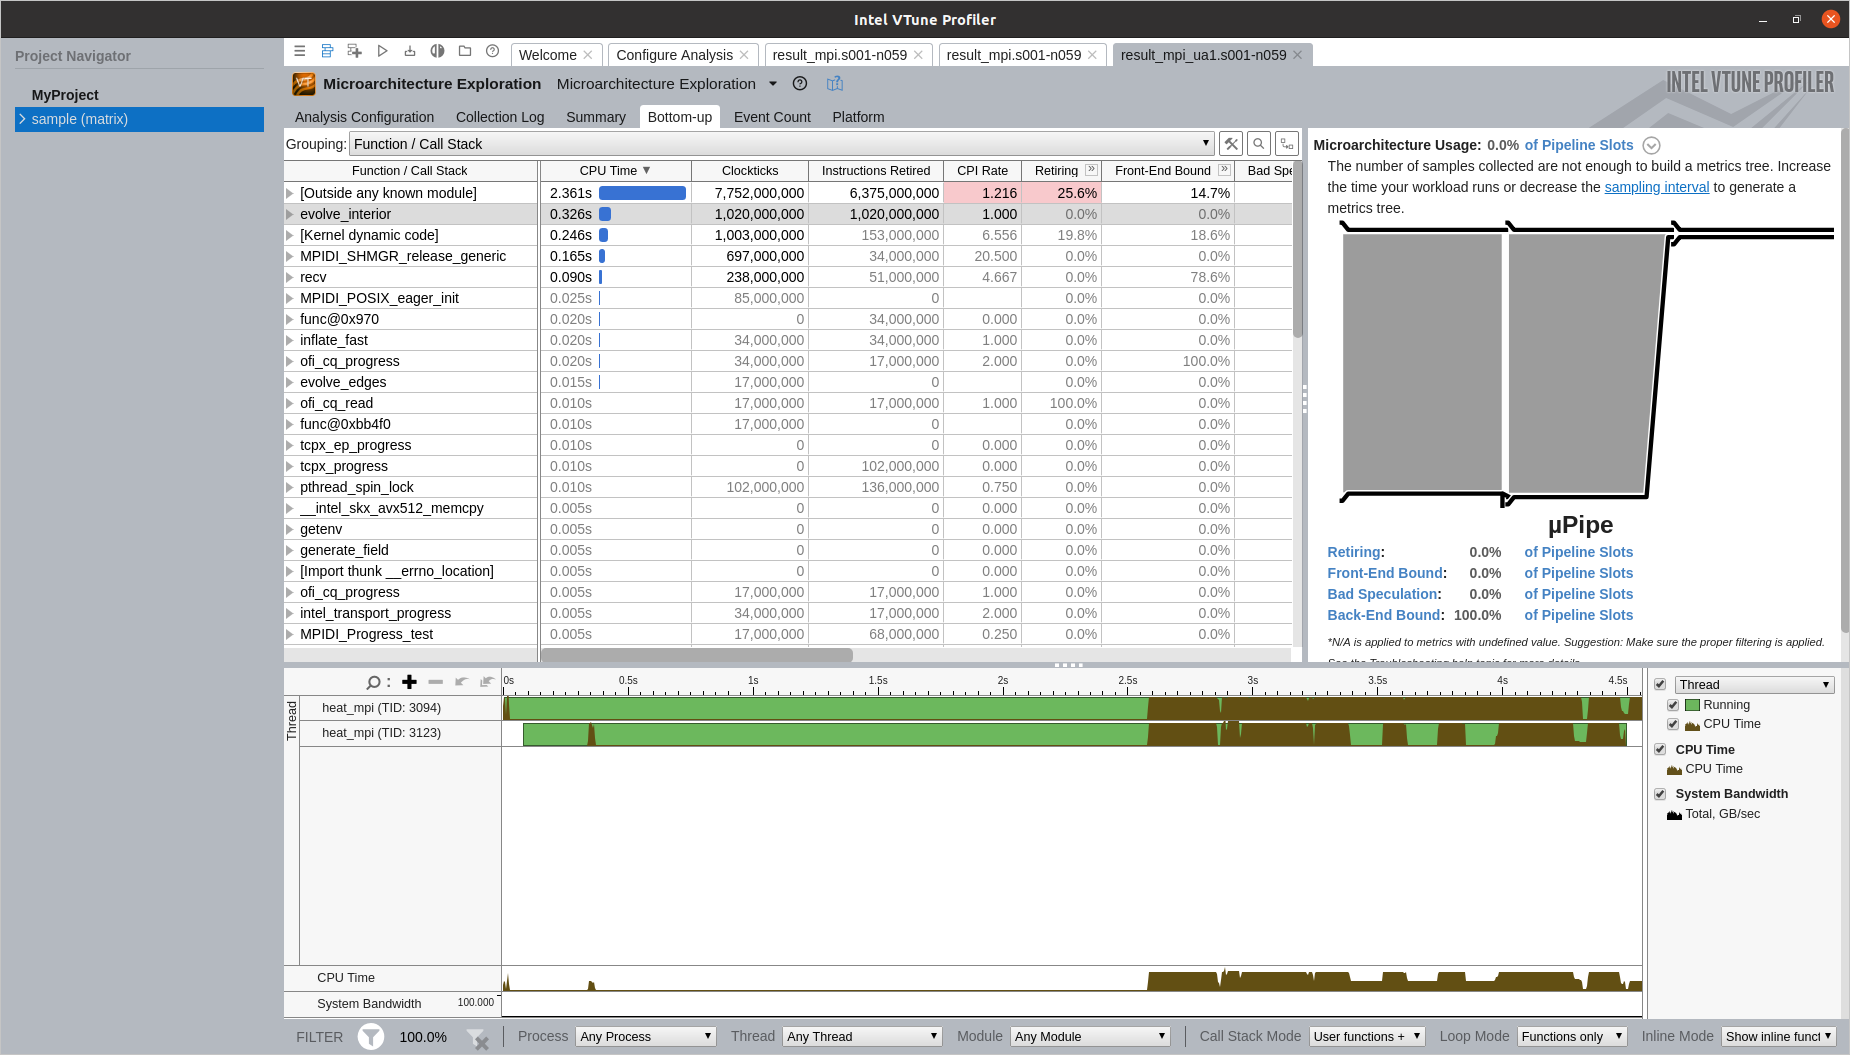 Intel VTune Profiler
Project Navigator
MyProject
sample (matrix)
Welcome
Configure Analysis
result_mpi.s001-n059
result_mpi.s001-n059
result_mpi_ua1.s001-n059
Microarchitecture Exploration Microarchitecture Exploration
INTEL VTUNE PROFILER
Analysis Configuration Collection Log Summary Bottom-up Event Count Platform
Grouping: Function / Call Stack
Function / Call Stack CPU Time Clockticks Instructions Retired CPI Rate Retiring Front-End Bound Bad Spe
[Outside any known module] 2.361s 7,752,000,000 6,375,000,000 1.216 25.6% 14.7%
evolve_interior 0.326s 1,020,000,000 1,020,000,000 1.000 0.0% 0.0%
[Kernel dynamic code] 0.246s 1,003,000,000 153,000,000 6.556 19.8% 18.6%
MPIDI_SHMGR_release_generic 0.165s 697,000,000 34,000,000 20.500 0.0% 0.0%
recv 0.090s 238,000,000 51,000,000 4.667 0.0% 78.6%
MPIDI_POSIX_eager_init 0.025s 85,000,000 0 0.0% 0.0%
func@0x970 0.020s 0 34,000,000 0.000 0.0% 0.0%
inflate_fast 0.020s 34,000,000 34,000,000 1.000 0.0% 0.0%
ofi_cq_progress 0.020s 34,000,000 17,000,000 2.000 0.0% 100.0%
evolve_edges 0.015s 17,000,000 0 0.0% 0.0%
ofi_cq_read 0.010s 17,000,000 17,000,000 1.000 100.0% 0.0%
func@0xbb4f0 0.010s 17,000,000 0 0.0% 0.0%
tcpx_ep_progress 0.010s 0 0 0.000 0.0% 0.0%
tcpx_progress 0.010s 0 102,000,000 0.000 0.0% 0.0%
pthread_spin_lock 0.010s 102,000,000 136,000,000 0.750 0.0% 0.0%
__intel_skx_avx512_memcpy 0.005s 0 0 0.000 0.0% 0.0%
getenv 0.005s 0 0 0.000 0.0% 0.0%
generate_field 0.005s 0 0 0.000 0.0% 0.0%
[Import thunk __errno_location] 0.005s 0 0 0.000 0.0% 0.0%
ofi_cq_progress 0.005s 17,000,000 17,000,000 1.000 0.0% 0.0%
intel_transport_progress 0.005s 34,000,000 17,000,000 2.000 0.0% 0.0%
MPIDI_Progress_test 0.005s 17,000,000 68,000,000 0.250 0.0% 0.0%
Microarchitecture Usage: 0.0% of Pipeline Slots
The number of samples collected are not enough to build a metrics tree. Increase
the time your workload runs or decrease the sampling interval to generate a
metrics tree.
µPipe
Retiring: 0.0% of Pipeline Slots
Front-End Bound: 0.0% of Pipeline Slots
Bad Speculation: 0.0% of Pipeline Slots
Back-End Bound: 100.0% of Pipeline Slots
*N/A is applied to metrics with undefined value. Suggestion: Make sure the proper filtering is applied.
See the Troubleshooting help topic for more details.
0s 0.5s 1s 1.5s 2s 2.5s 3s 3.5s 4s 4.5s
Thread
heat_mpi (TID: 3094)
heat_mpi (TID: 3123)
CPU Time
System Bandwidth 100.000
Thread
Running
CPU Time
CPU Time
CPU Time
System Bandwidth
Total, GB/sec
FILTER 100.0% Process Any Process Thread Any Thread Module Any Module Call Stack Mode User functions + Loop Mode Functions only Inline Mode Show inline funct